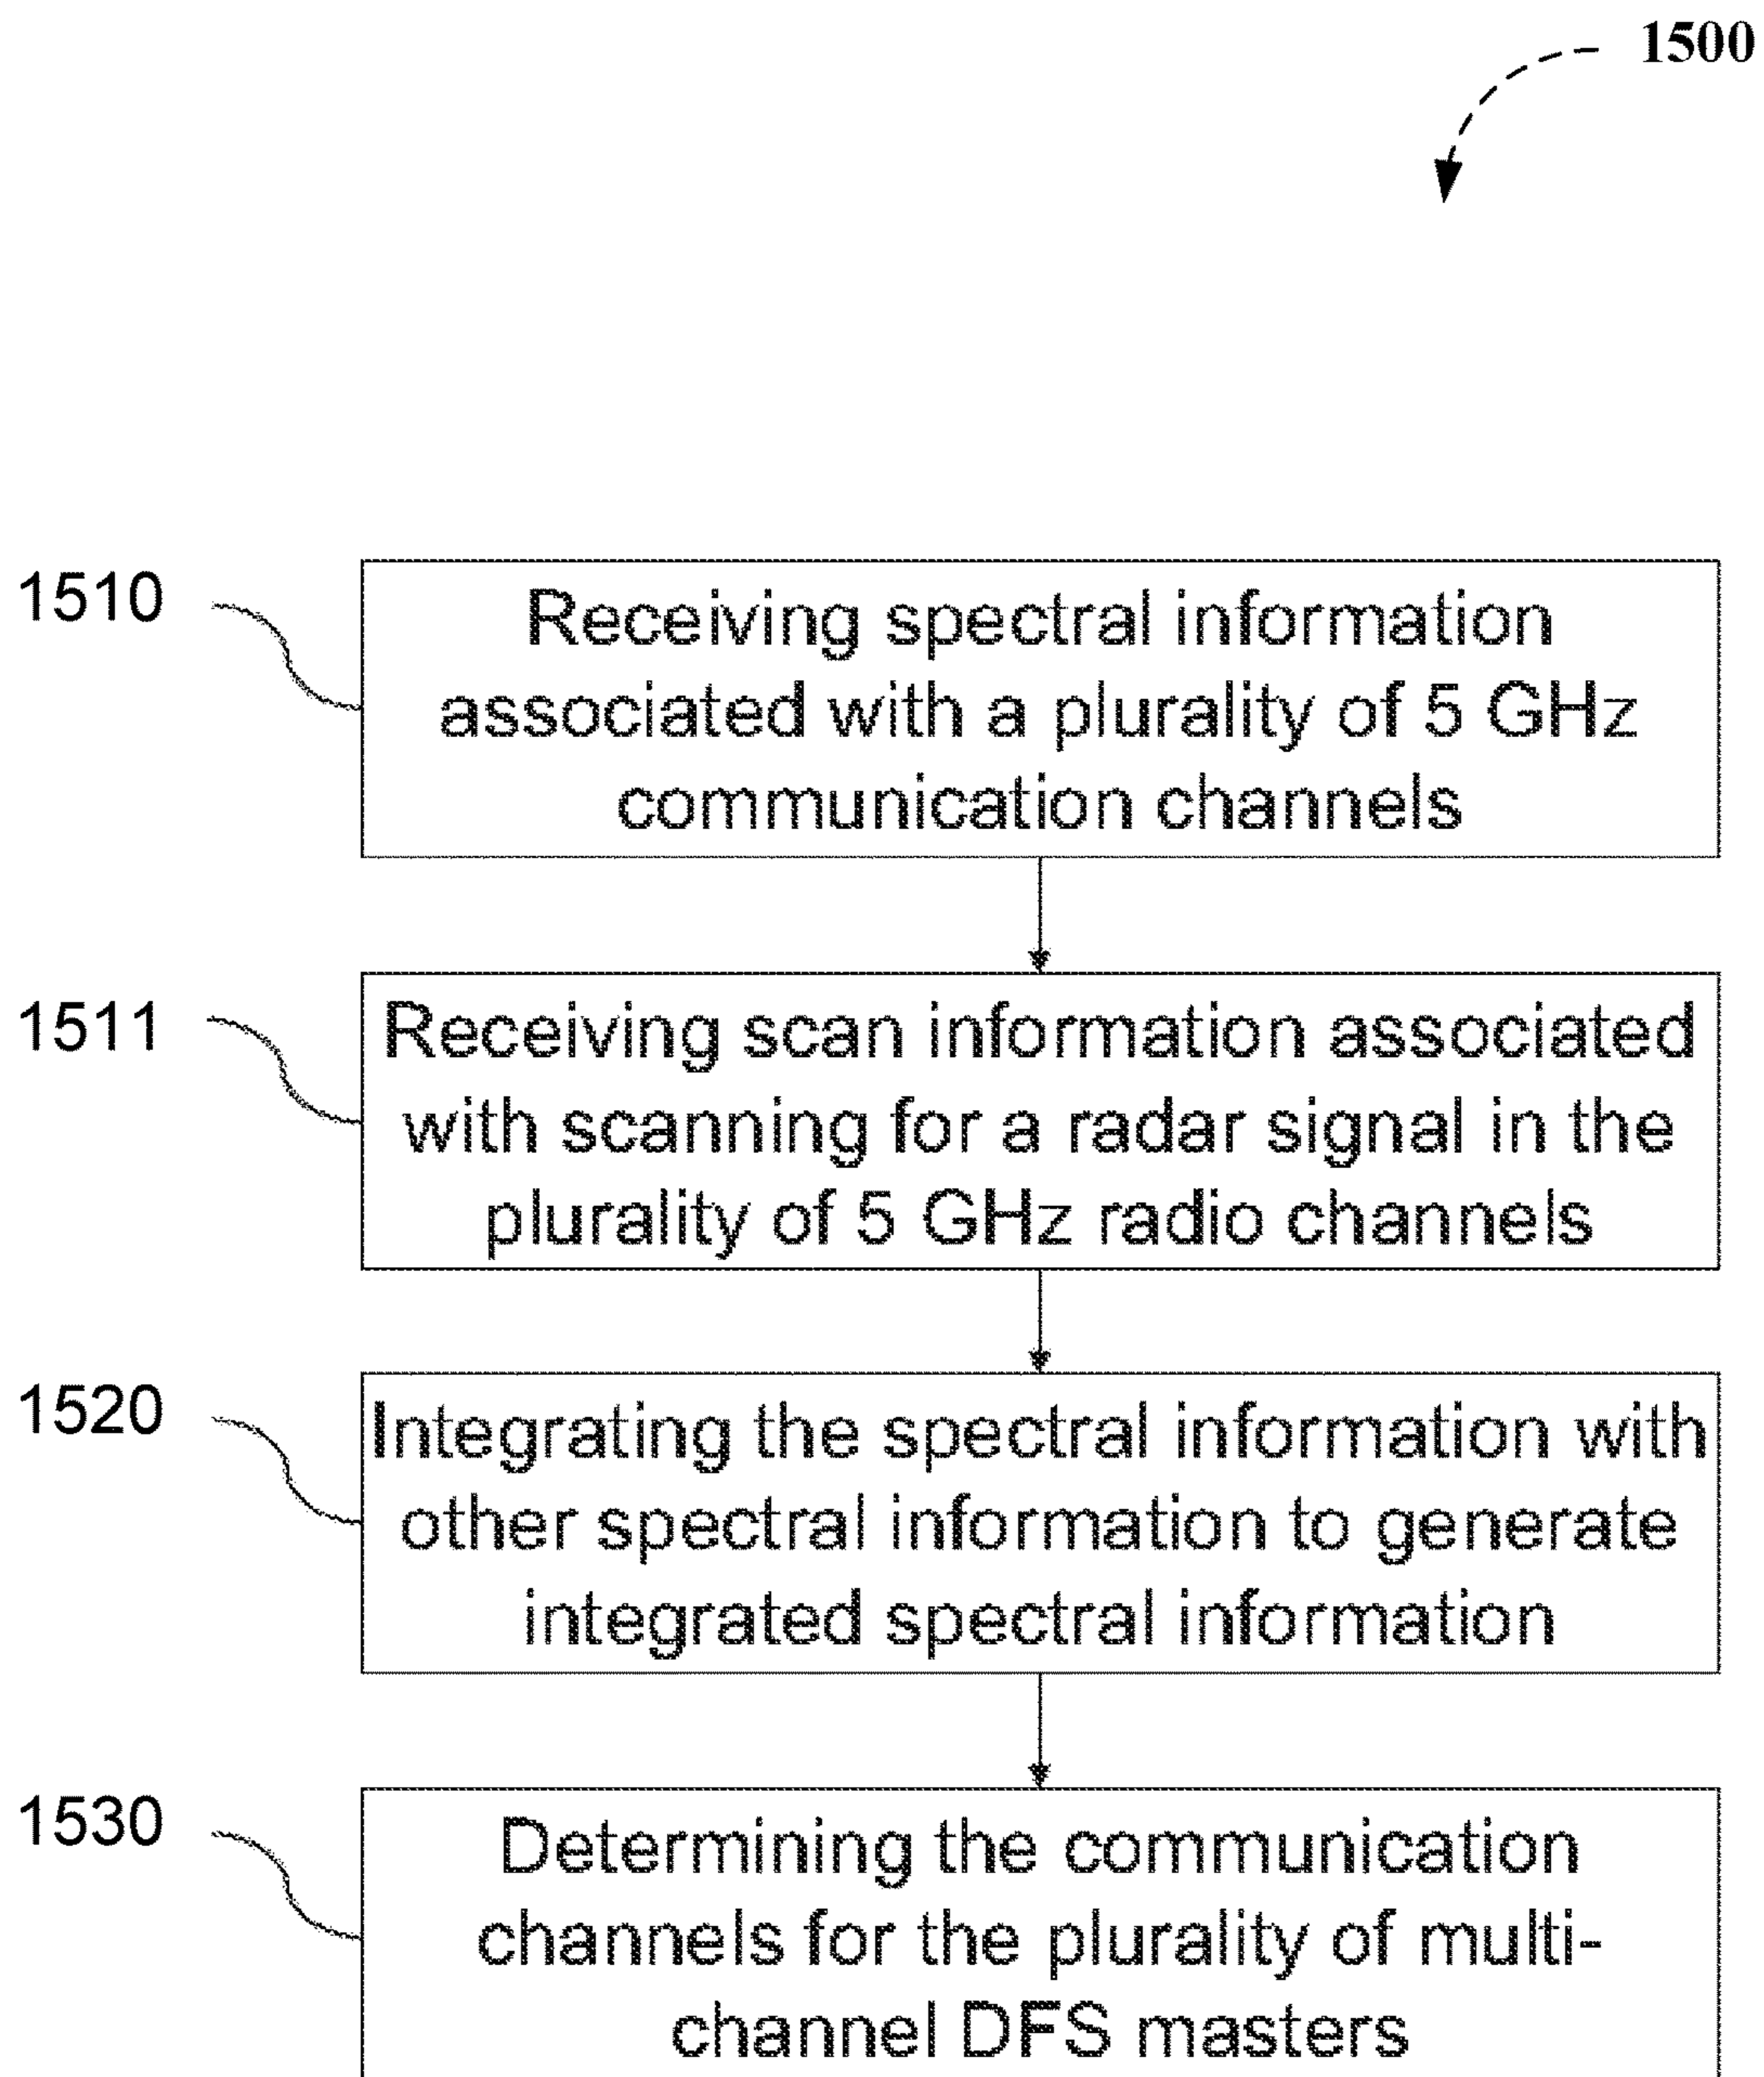 1500
1510
Receiving spectral information
associated with a plurality of 5 GHz
communication channels
1511
Receiving scan information associated
with scanning for a radar signal in the
plurality of 5 GHz radio channels
1520
Integrating the spectral information with
other spectral information to generate
integrated spectral information
1530
Determining the communication
channels for the plurality of multi-
channel DFS masters